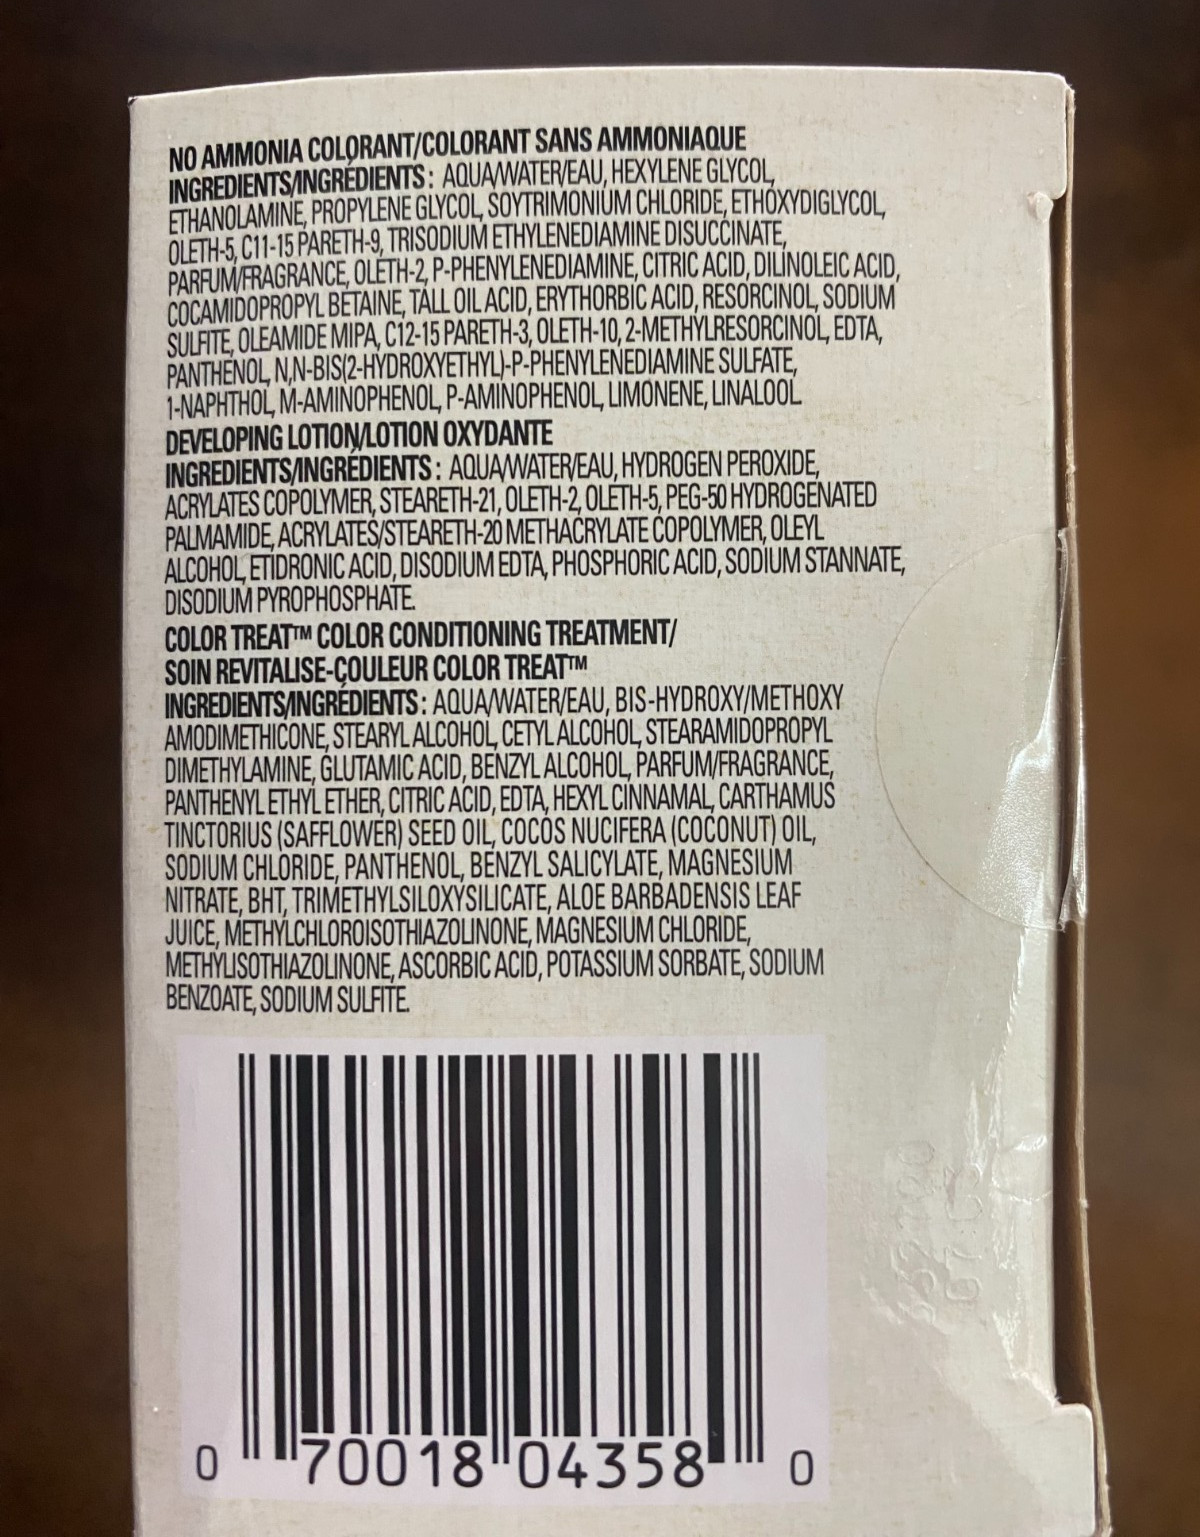 NO AMMONIA COLORANT/COLORANT SANS AMMONIAQUE
INGREDIENTS/INGRÉDIENTS: AQUA/WATER/EAU, HEXYLENE GLYCOL,
ETHANOLAMINE, PROPYLENE GLYCOL, SOYTRIMONIUM CHLORIDE, ETHOXYDIGLYCOL,
OLETH-5, C11-15 PARETH-9, TRISODIUM ETHYLENEDIAMINE DISUCCINATE,
PARFUM/FRAGRANCE, OLETH-2, P-PHENYLENEDIAMINE, CITRIC ACID, DILINOLEIC ACID,
COCAMIDOPROPYL BETAINE, TALL OIL ACID, ERYTHORBIC ACID, RESORCINOL, SODIUM
SULFITE, OLEAMIDE MIPA, C12-15 PARETH-3, OLETH-10, 2-METHYLRESORCINOL, EDTA,
PANTHENOL, N,N-BIS(2-HYDROXYETHYL)-P-PHENYLENEDIAMINE SULFATE,
1-NAPHTHOL, M-AMINOPHENOL, P-AMINOPHENOL, LIMONENE, LINALOOL.
DEVELOPING LOTION/LOTION OXYDANTE
INGREDIENTS/INGRÉDIENTS: AQUA/WATER/EAU, HYDROGEN PEROXIDE,
ACRYLATES COPOLYMER, STEARETH-21, OLETH-2, OLETH-5, PEG-50 HYDROGENATED
PALMAMIDE, ACRYLATES/STEARETH-20 METHACRYLATE COPOLYMER, OLEYL
ALCOHOL, ETIDRONIC ACID, DISODIUM EDTA, PHOSPHORIC ACID, SODIUM STANNATE,
DISODIUM PYROPHOSPHATE.
COLOR TREAT™ COLOR CONDITIONING TREATMENT/
SOIN REVITALISE-COULEUR COLOR TREAT™
INGREDIENTS/INGRÉDIENTS: AQUA/WATER/EAU, BIS-HYDROXY/METHOXY
AMODIMETHICONE, STEARYL ALCOHOL, CETYL ALCOHOL, STEARAMIDOPROPYL
DIMETHYLAMINE, GLUTAMIC ACID, BENZYL ALCOHOL, PARFUM/FRAGRANCE,
PANTHENYL ETHYL ETHER, CITRIC ACID, EDTA, HEXYL CINNAMAL, CARTHAMUS
TINCTORIUS (SAFFLOWER) SEED OIL, COCOS NUCIFERA (COCONUT) OIL,
SODIUM CHLORIDE, PANTHENOL, BENZYL SALICYLATE, MAGNESIUM
NITRATE, BHT, TRIMETHYLSILOXYSILICATE, ALOE BARBADENSIS LEAF
JUICE, METHYLCHLOROISOTHIAZOLINONE, MAGNESIUM CHLORIDE,
METHYLISOTHIAZOLINONE, ASCORBIC ACID, POTASSIUM SORBATE, SODIUM
BENZOATE, SODIUM SULFITE.
0 70018 04358 0